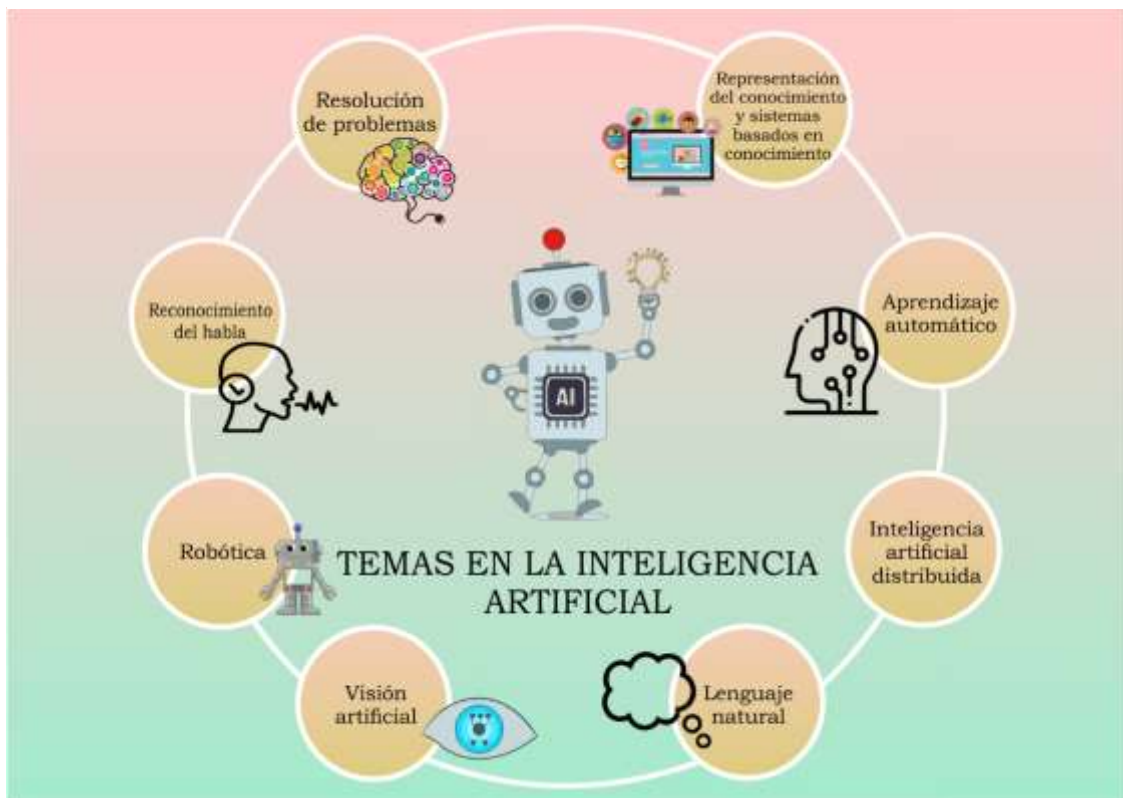 Resolución
de problemas
Representación
del conocimiento
y sistemas
basados en
conocimiento
Reconocimiento
del habla
Aprendizaje
automático
AI
Robótica
Inteligencia
artificial
distribuida
TEMAS EN LA INTELIGENCIA
ARTIFICIAL
Visión
artificial
Lenguaje
natural